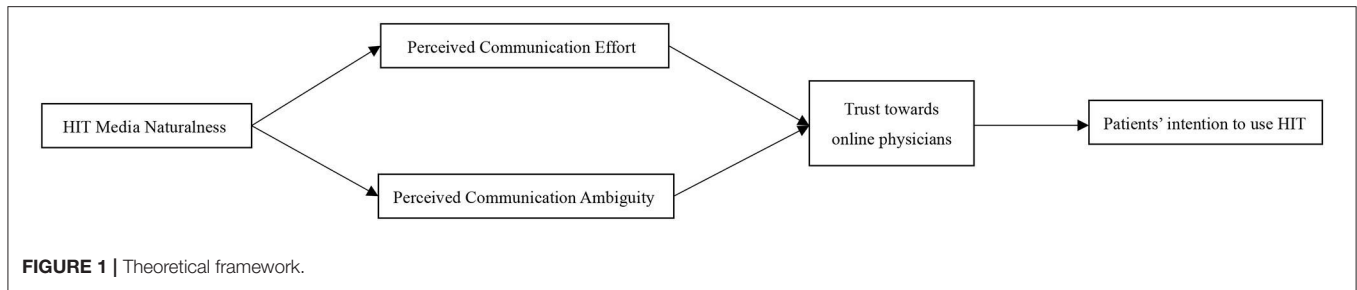 HIT Media Naturalness
Perceived Communication Effort
Perceived Communication Ambiguity
Trust towards
online physicians
Patients’ intention to use HIT
FIGURE 1 | Theoretical framework.